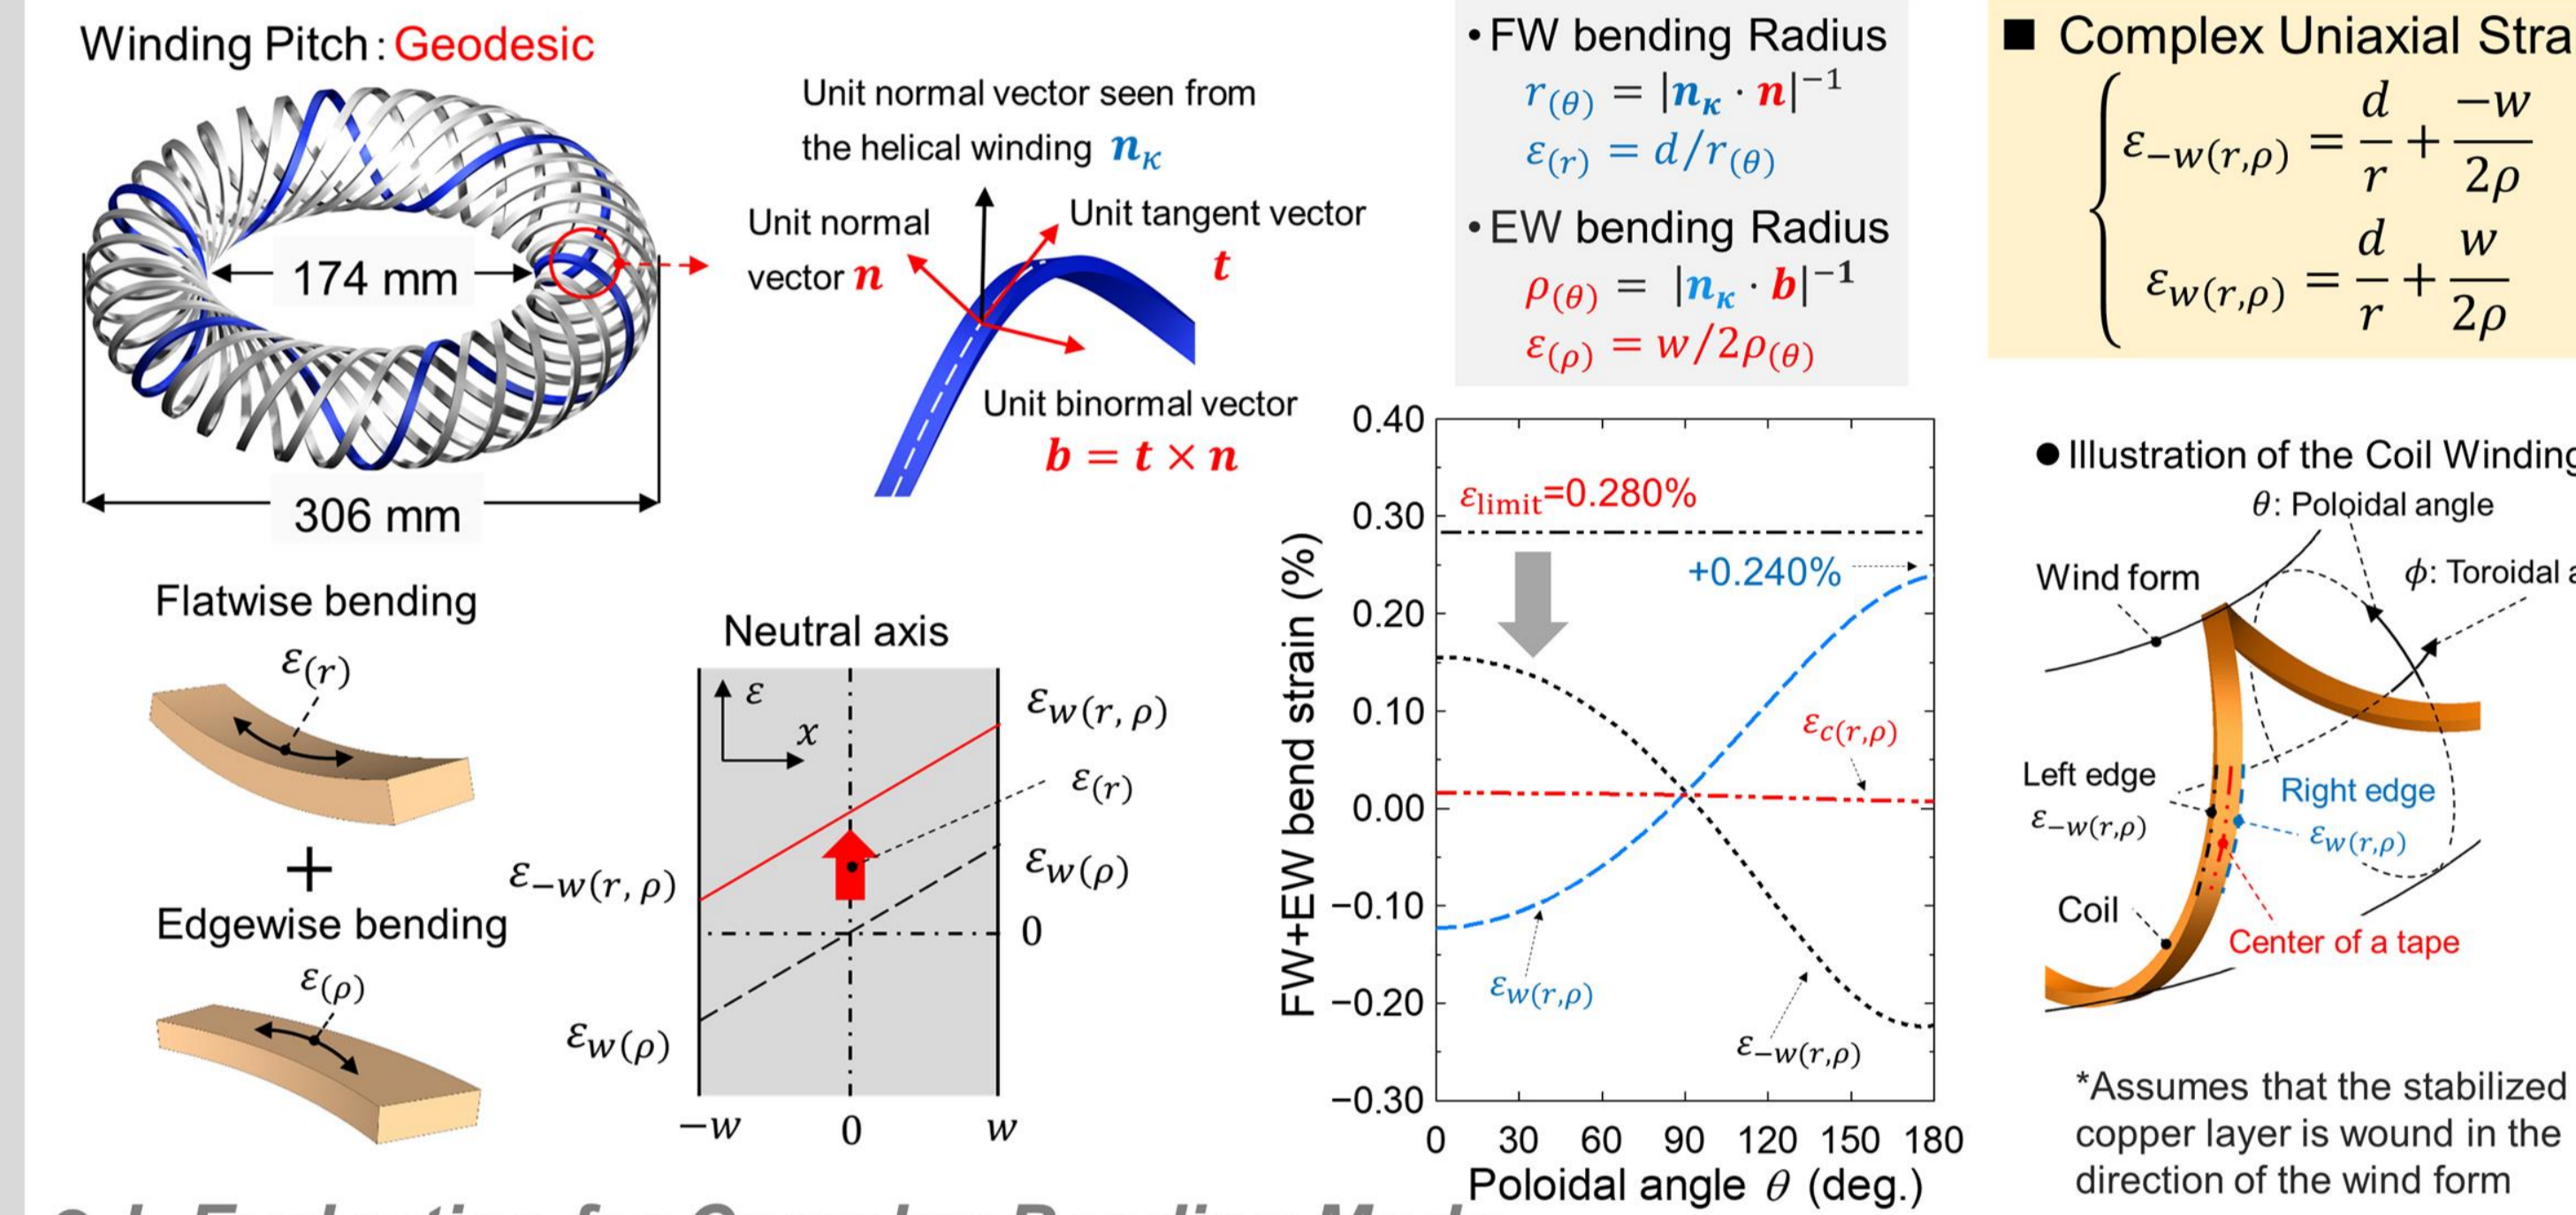 Winding Pitch : Geodesic
174 mm
306 mm
Unit normal vector seen from
the helical winding nκ
Unit normal
vector n
Unit tangent vector
t
Unit binormal vector
b = t × n
•FW bending Radius
r(θ) = |nκ · n|⁻¹
ε(r) = d/r(θ)
•EW bending Radius
ρ(θ) = |nκ · b|⁻¹
ε(ρ) = w/2ρ(θ)
■ Complex Uniaxial Stra
ε−w(r,ρ) = d/r + −w/2ρ
εw(r,ρ) = d/r + w/2ρ
Flatwise bending
ε(r)
+
Edgewise bending
ε(ρ)
Neutral axis
ε
x
εw(r, ρ)
ε(r)
εw(ρ)
0
ε−w(r, ρ)
εw(ρ)
−w 0 w
FW+EW bend strain (%)
0.40
0.30
0.20
0.10
0.00
−0.10
−0.20
−0.30
εlimit=0.280%
+0.240%
εc(r,ρ)
εw(r,ρ)
ε−w(r,ρ)
0 30 60 90 120 150 180
Poloidal angle θ (deg.)
● Illustration of the Coil Winding
θ: Poloidal angle
Wind form
ϕ: Toroidal a
Left edge
ε−w(r,ρ)
Right edge
εw(r,ρ)
Coil
Center of a tape
*Assumes that the stabilized
copper layer is wound in the
direction of the wind form